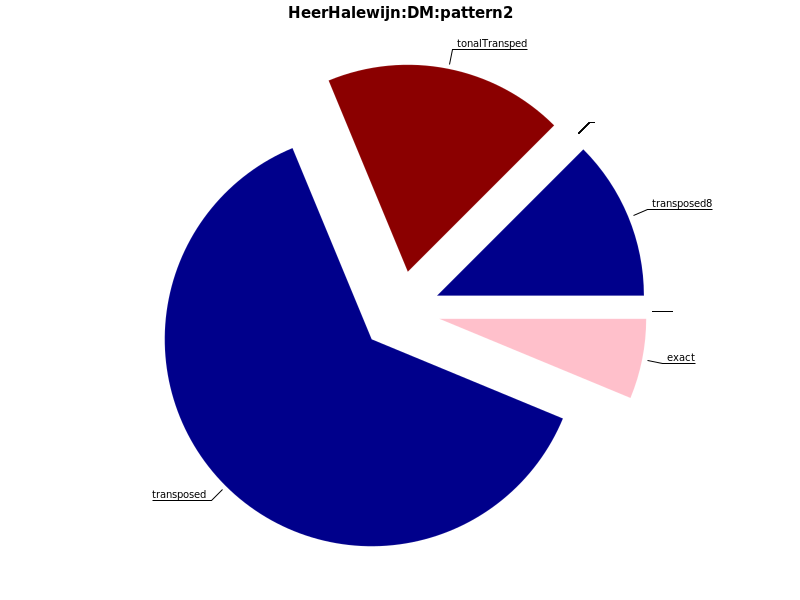 HeerHalewijn:DM:pattern2
tonalTransped
transposed8
exact
transposed